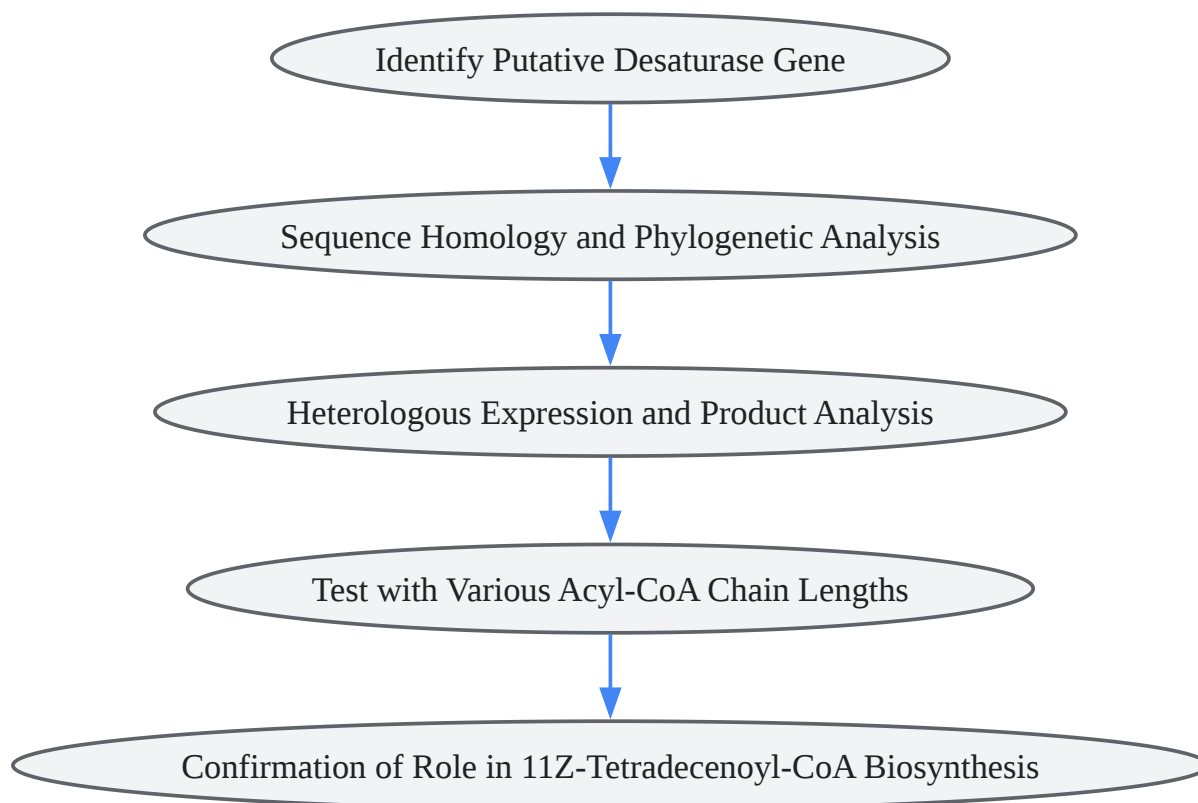 Identify Putative Desaturase Gene
Sequence Homology and Phylogenetic Analysis
Heterologous Expression and Product Analysis
Test with Various Acyl-CoA Chain Lengths
Confirmation of Role in 11Z-Tetradecenoyl-CoA Biosynthesis